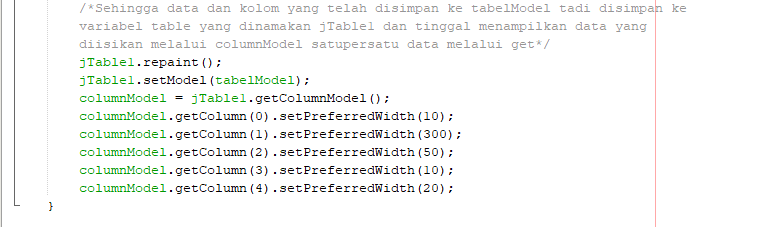 /*Sehingga data dan kolom yang telah disimpan ke tabelModel tadi disimpan ke
variabel table yang dinamakan jTable1 dan tinggal menampilkan data yang
diisikan melalui columnModel satupersatu data melalui get*/
jTable1.repaint();
jTable1.setModel(tabelModel);
columnModel = jTable1.getColumnModel();
columnModel.getColumn(0).setPreferredWidth(10);
columnModel.getColumn(1).setPreferredWidth(300);
columnModel.getColumn(2).setPreferredWidth(50);
columnModel.getColumn(3).setPreferredWidth(10);
columnModel.getColumn(4).setPreferredWidth(20);
}